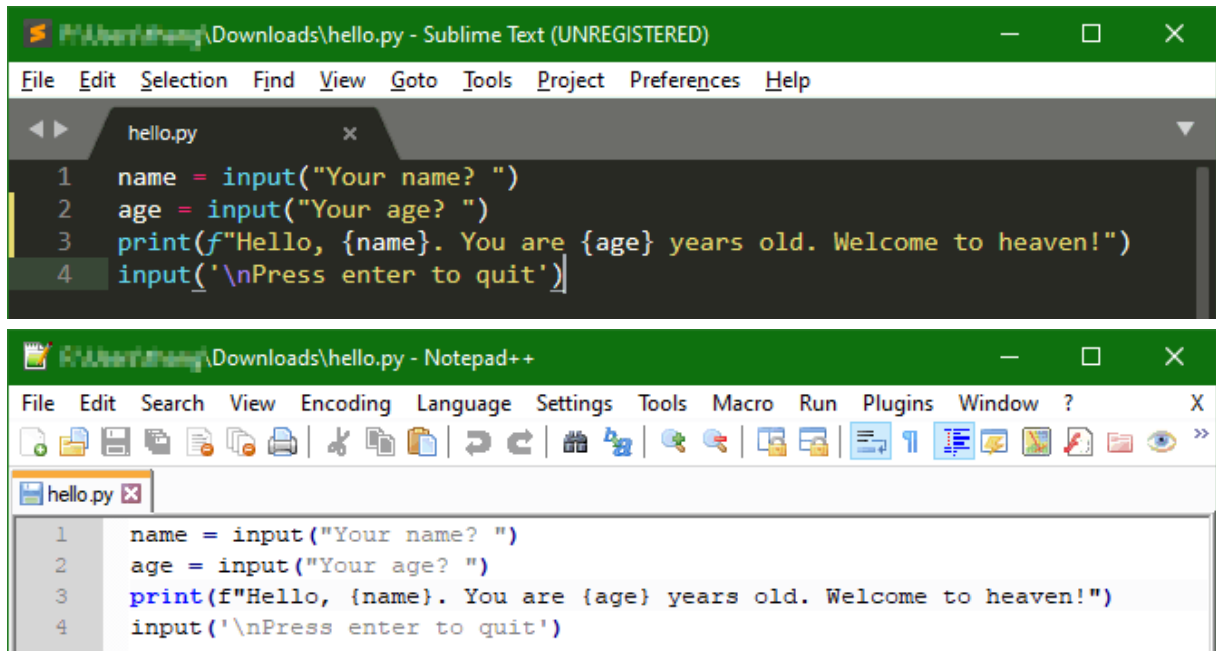 \Downloads\hello.py - Sublime Text (UNREGISTERED)
File Edit Selection Find View Goto Tools Project Preferences Help
hello.py
1 name = input("Your name? ")
2 age = input("Your age? ")
3 print(f"Hello, {name}. You are {age} years old. Welcome to heaven!")
4 input('\nPress enter to quit')
\Downloads\hello.py - Notepad++
File Edit Search View Encoding Language Settings Tools Macro Run Plugins Window ? X
hello.py
1 name = input("Your name? ")
2 age = input("Your age? ")
3 print(f"Hello, {name}. You are {age} years old. Welcome to heaven!")
4 input('\nPress enter to quit')